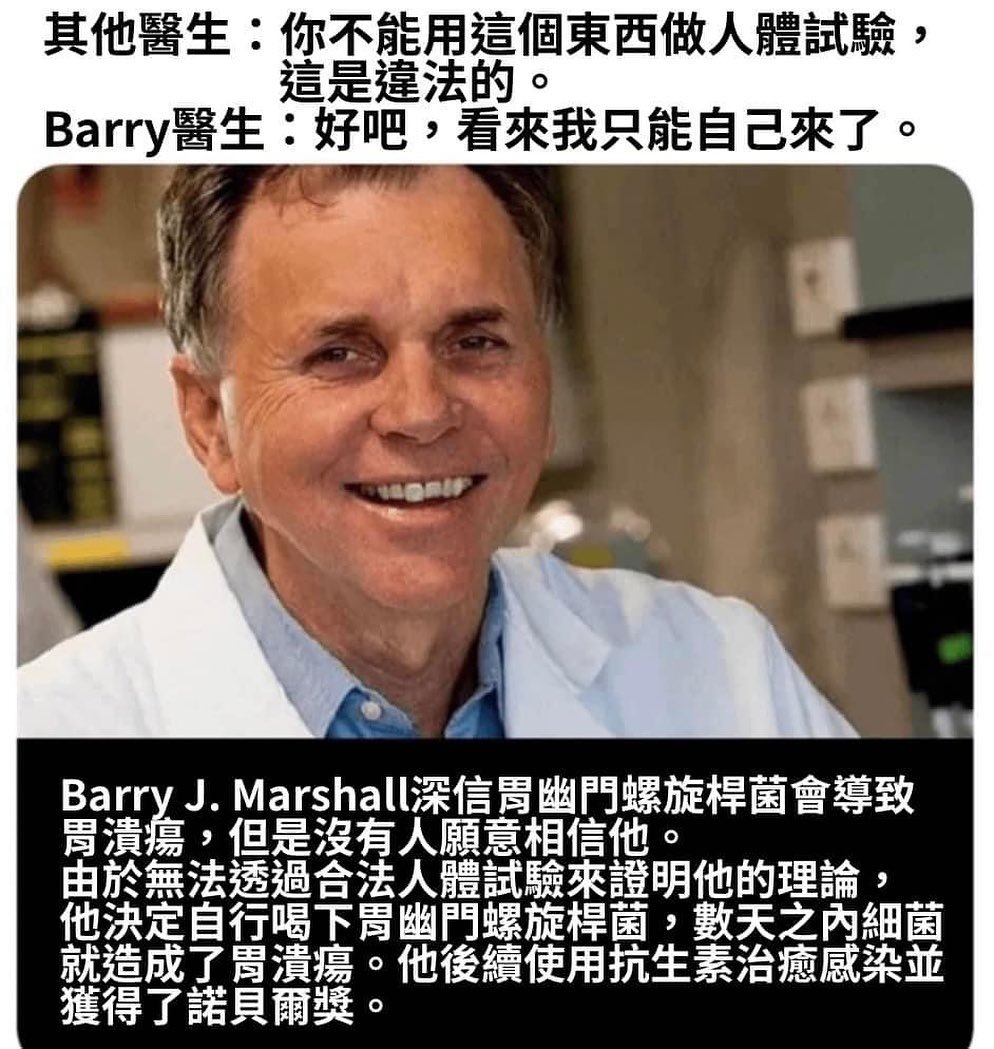 其他醫生：你不能用這個東西做人體試驗，
這是違法的。
Barry醫生：好吧，看來我只能自己來了。
Barry J. Marshall深信胃幽門螺旋桿菌會導致
胃潰瘍，但是沒有人願意相信他。
由於無法透過合法人體試驗來證明他的理論，
他決定自行喝下胃幽門螺旋桿菌，數天之內細菌
就造成了胃潰瘍。他後續使用抗生素治癒感染並
獲得了諾貝爾獎。